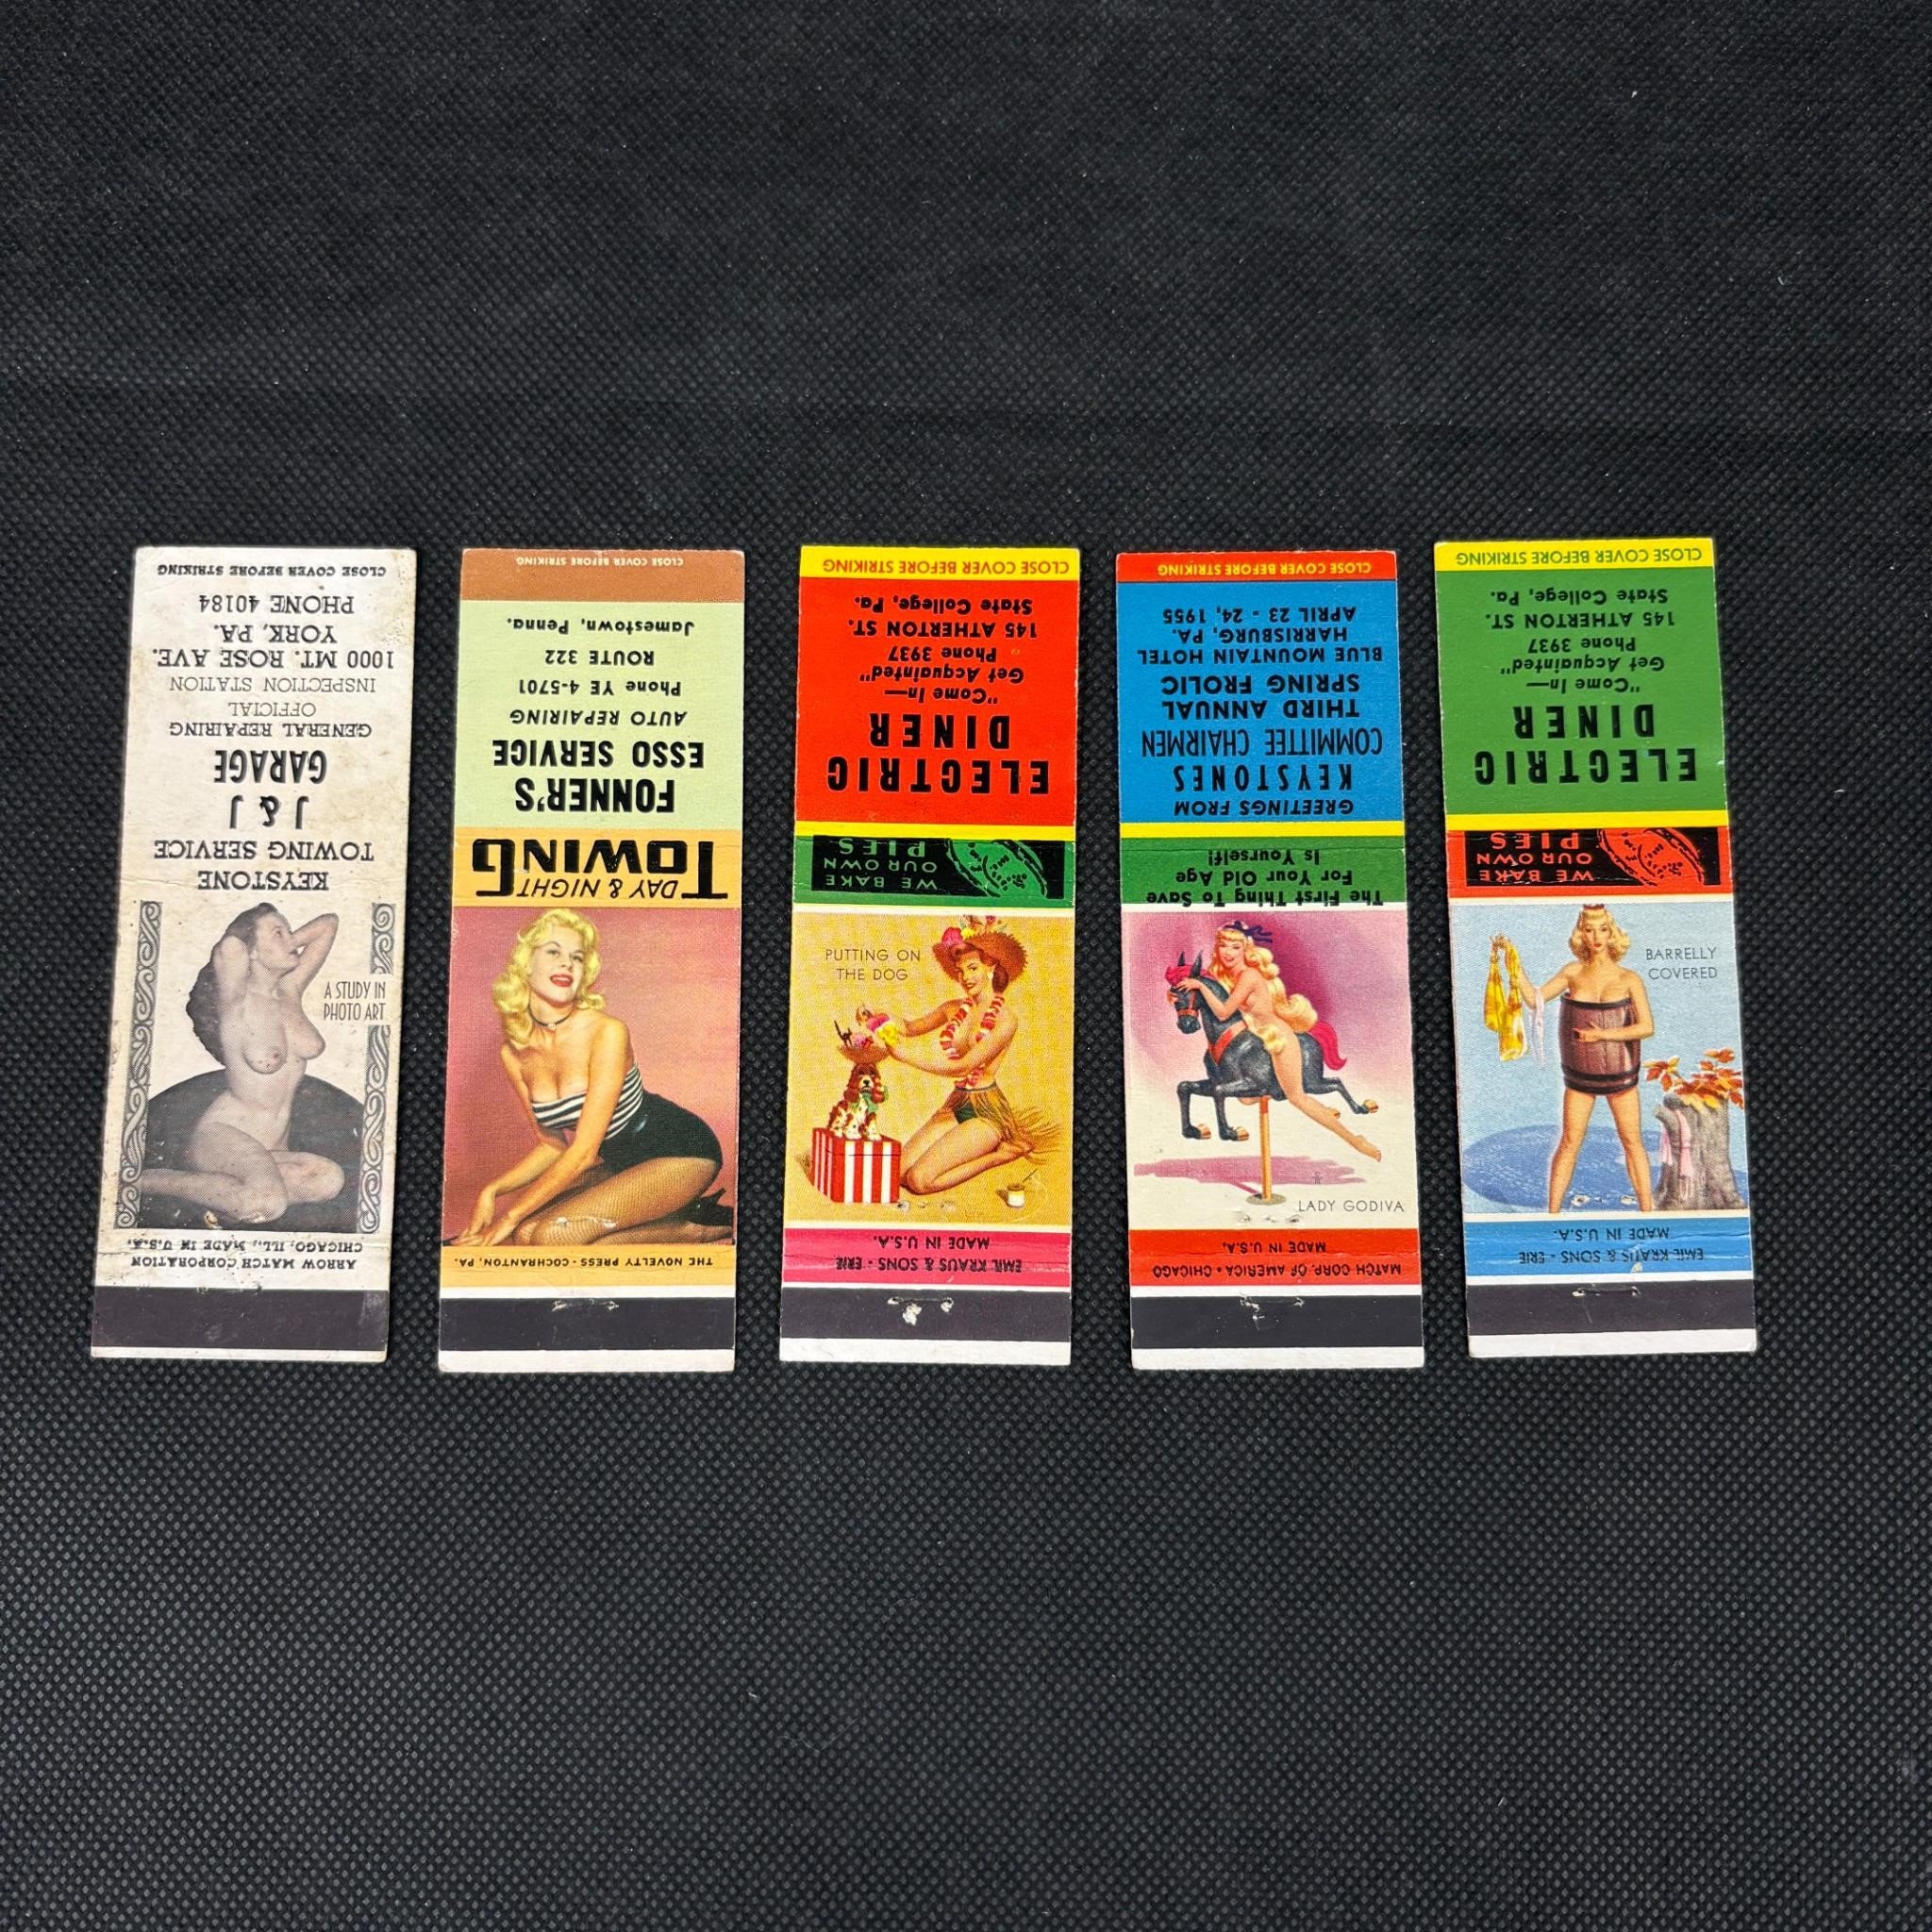 CLOSE COVER BEFORE STRIKING
PHONE 40184
YORK, PA.
1000 MT. ROSE AVE.
INSPECTION STATION
OFFICIAL
GENERAL REPAIRING
GARAGE
J & J
TOWING SERVICE
KEYSTONE
A STUDY IN
PHOTO ART
CHICAGO, ILL., MADE IN U.S.A.
ARROW MATCH CORPORATION
CLOSE COVER BEFORE STRIKING
Jamestown, Penna.
ROUTE 322
Phone YE 4-5701
AUTO REPAIRING
ESSO SERVICE
FONNER'S
TOWING
DAY & NIGHT
THE NOVELTY PRESS - COCHRANTON, PA.
CLOSE COVER BEFORE STRIKING
State College, Pa.
145 ATHERTON ST.
Phone 3937
Get Acquainted"
"Come In—
DINER
ELECTRIC
PIES
OUR OWN
WE BAKE
PUTTING ON
THE DOG
MADE IN U.S.A.
EMIL KRAUS & SONS - ERIE
CLOSE COVER BEFORE STRIKING
APRIL 23 - 24, 1955
HARRISBURG, PA.
BLUE MOUNTAIN HOTEL
SPRING FROLIC
THIRD ANNUAL
COMMITTEE CHAIRMEN
KEYSTONES
GREETINGS FROM
Is Yourself!
For Your Old Age
The First Thing To Save
LADY GODIVA
MADE IN U.S.A.
MATCH CORP. OF AMERICA • CHICAGO
CLOSE COVER BEFORE STRIKING
State College, Pa.
145 ATHERTON ST.
Phone 3937
Get Acquainted"
"Come In—
DINER
ELECTRIC
PIES
OUR OWN
WE BAKE
BARRELLY
COVERED
MADE IN U.S.A.
EMIL KRAUS & SONS - ERIE